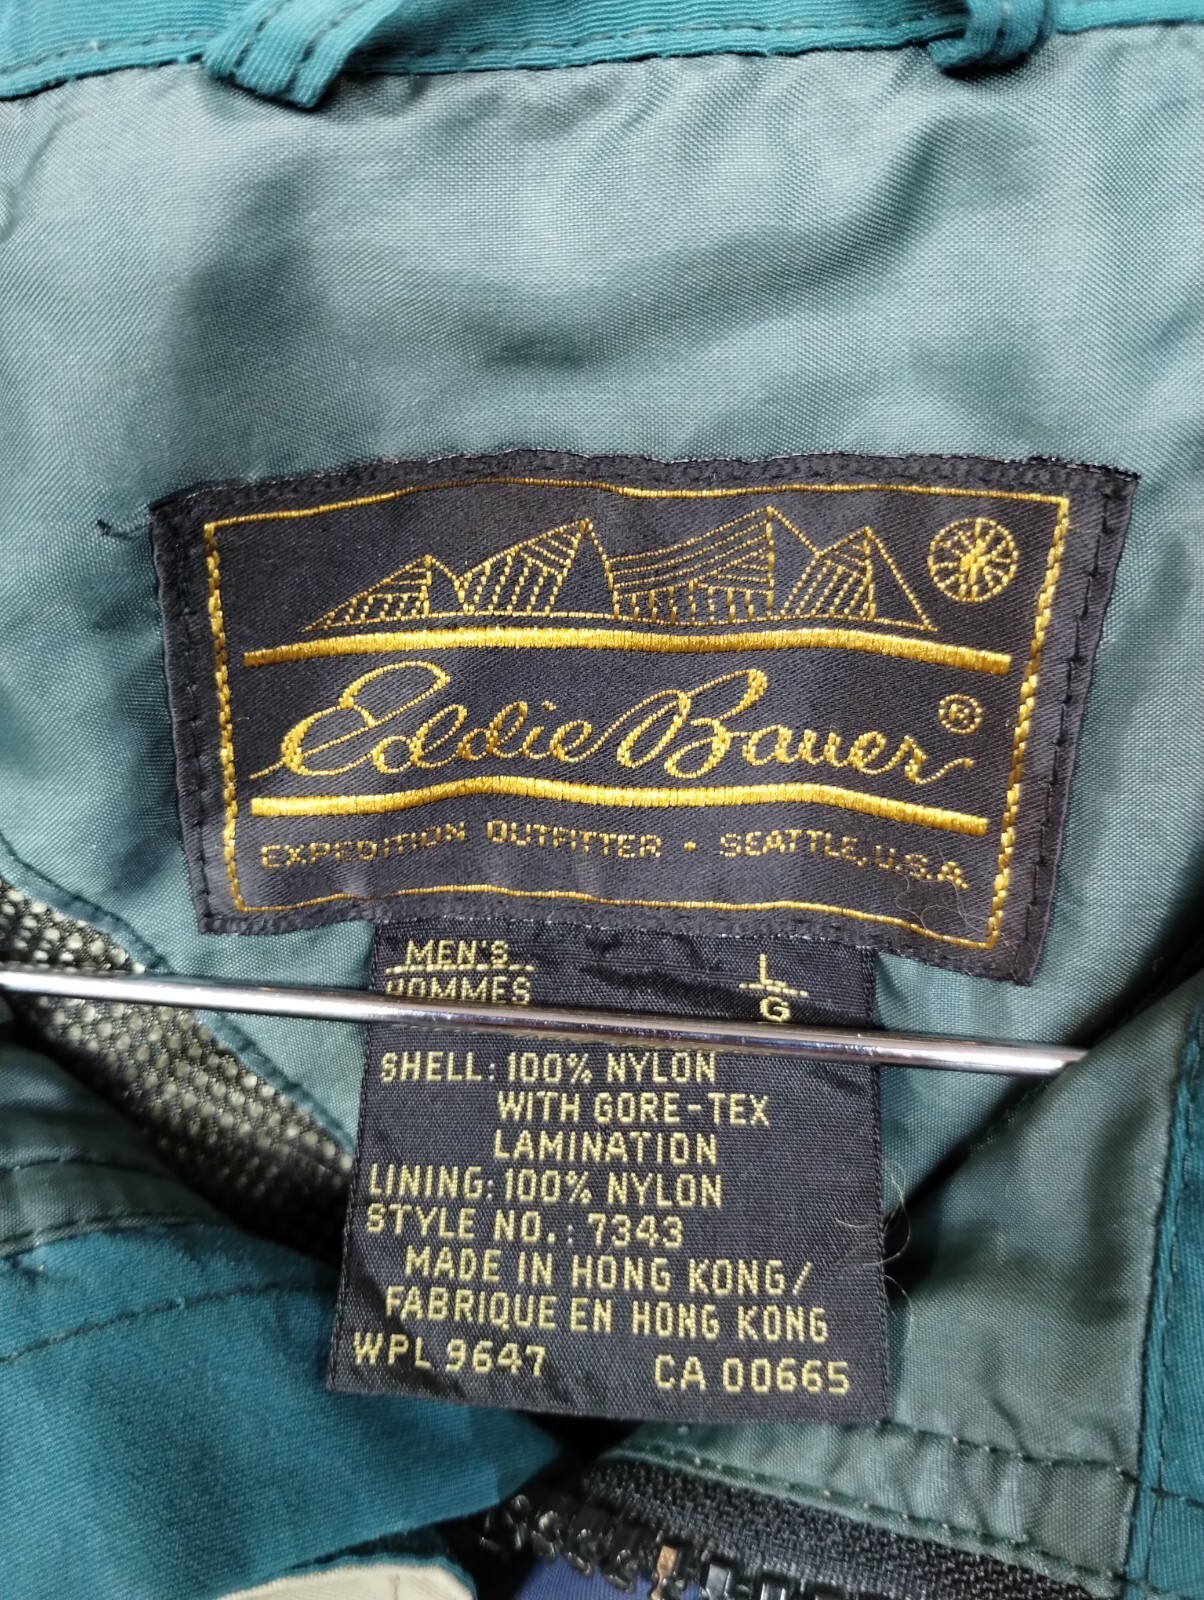 Eddie Bauer ®
EXPEDITION OUTFITTER • SEATTLE, U.S.A.
MEN'S L
HOMMES G
SHELL: 100% NYLON
WITH GORE-TEX
LAMINATION
LINING: 100% NYLON
STYLE NO.: 7343
MADE IN HONG KONG/
FABRIQUE EN HONG KONG
WPL 9647 CA 00665